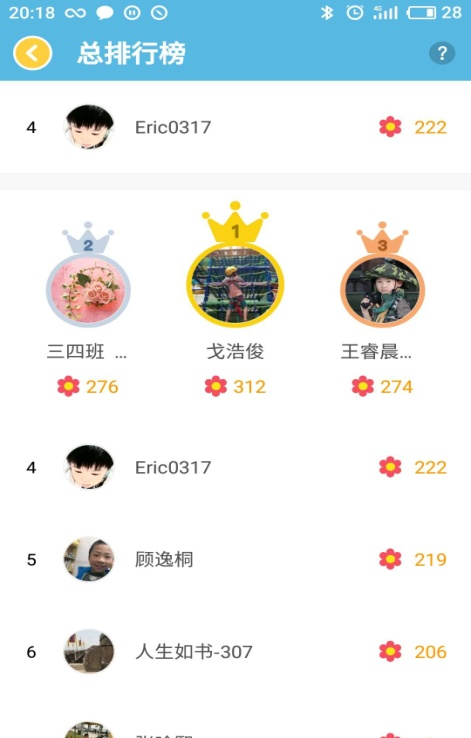 20:18 4G 28
总排行榜 ?
4 Eric0317 222
2 1 3
三四班 ... 戈浩俊 王睿晨...
276 312 274
4 Eric0317 222
5 顾逸桐 219
6 人生如书-307 206